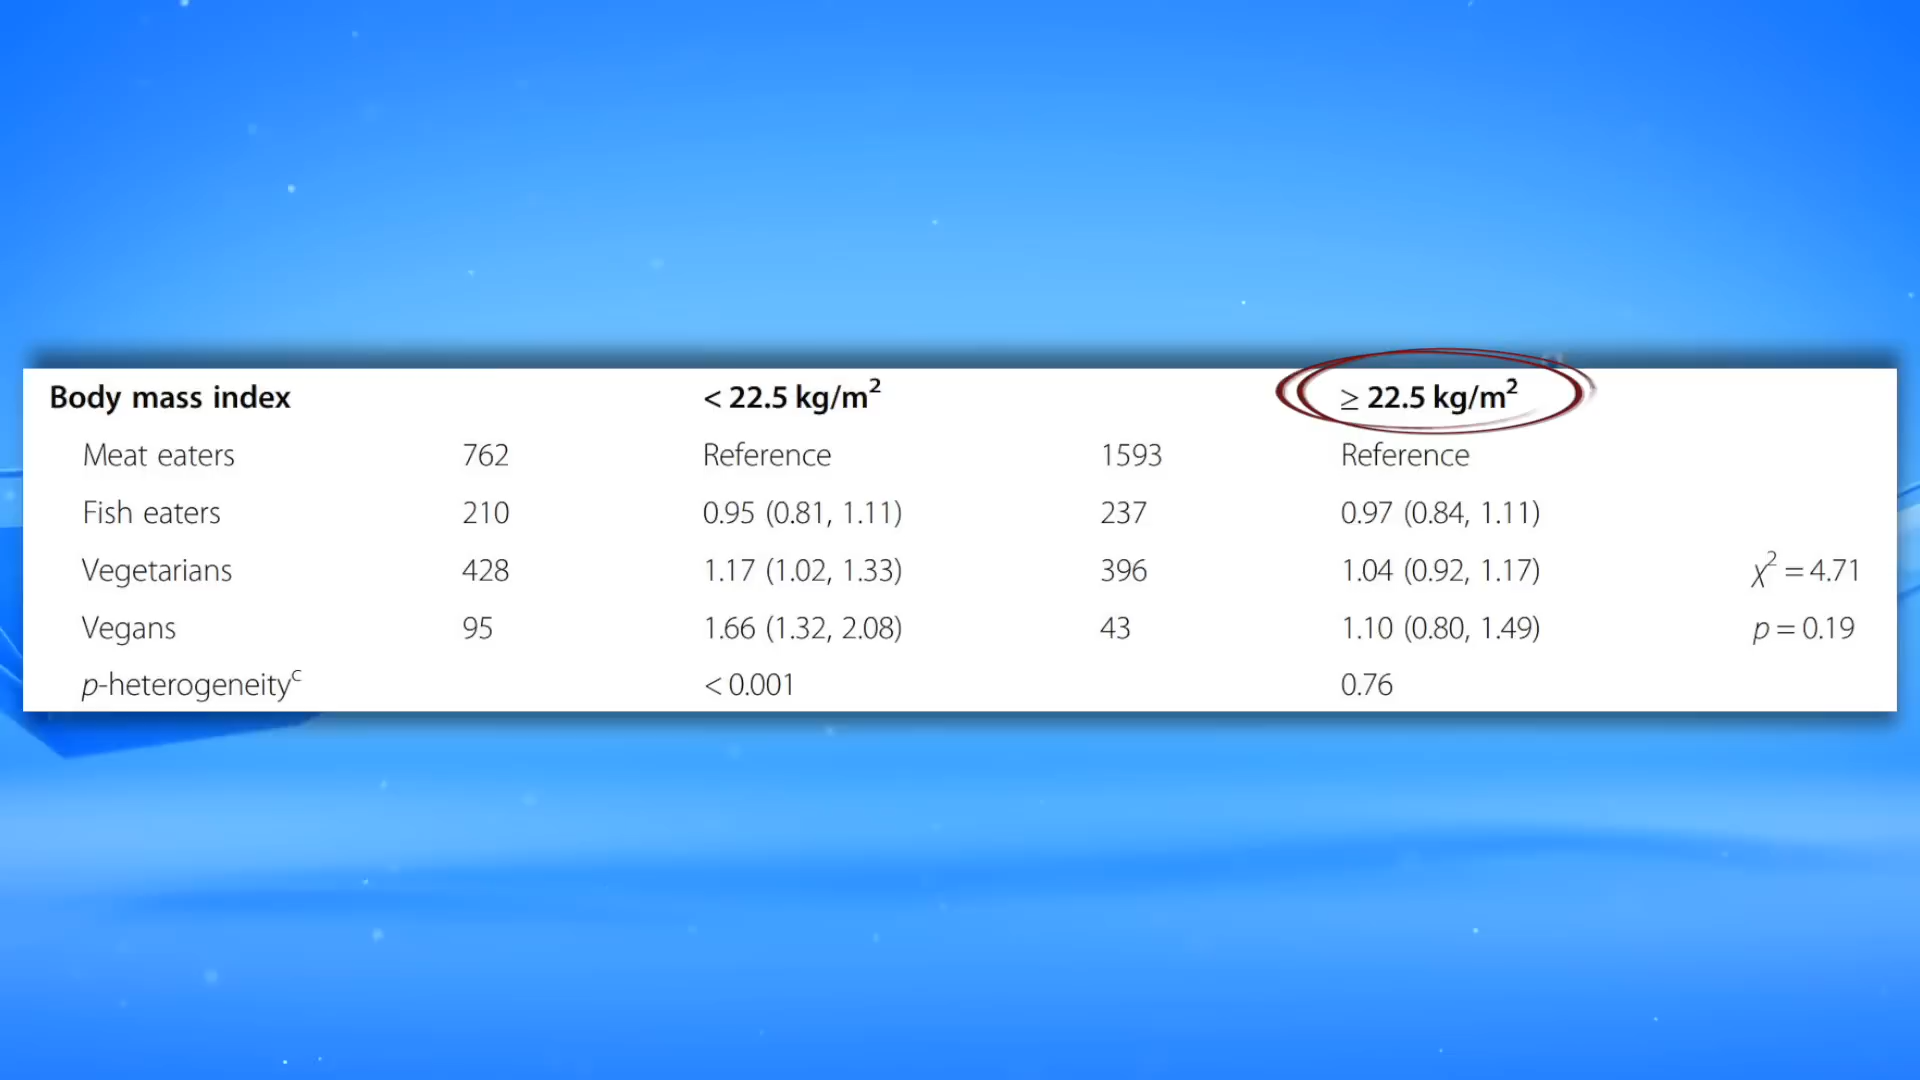 Body mass index < 22.5 kg/m² ≥ 22.5 kg/m²
Meat eaters 762 Reference 1593 Reference
Fish eaters 210 0.95 (0.81, 1.11) 237 0.97 (0.84, 1.11)
Vegetarians 428 1.17 (1.02, 1.33) 396 1.04 (0.92, 1.17) χ² = 4.71
Vegans 95 1.66 (1.32, 2.08) 43 1.10 (0.80, 1.49) p = 0.19
p-heterogeneityᶜ < 0.001 0.76